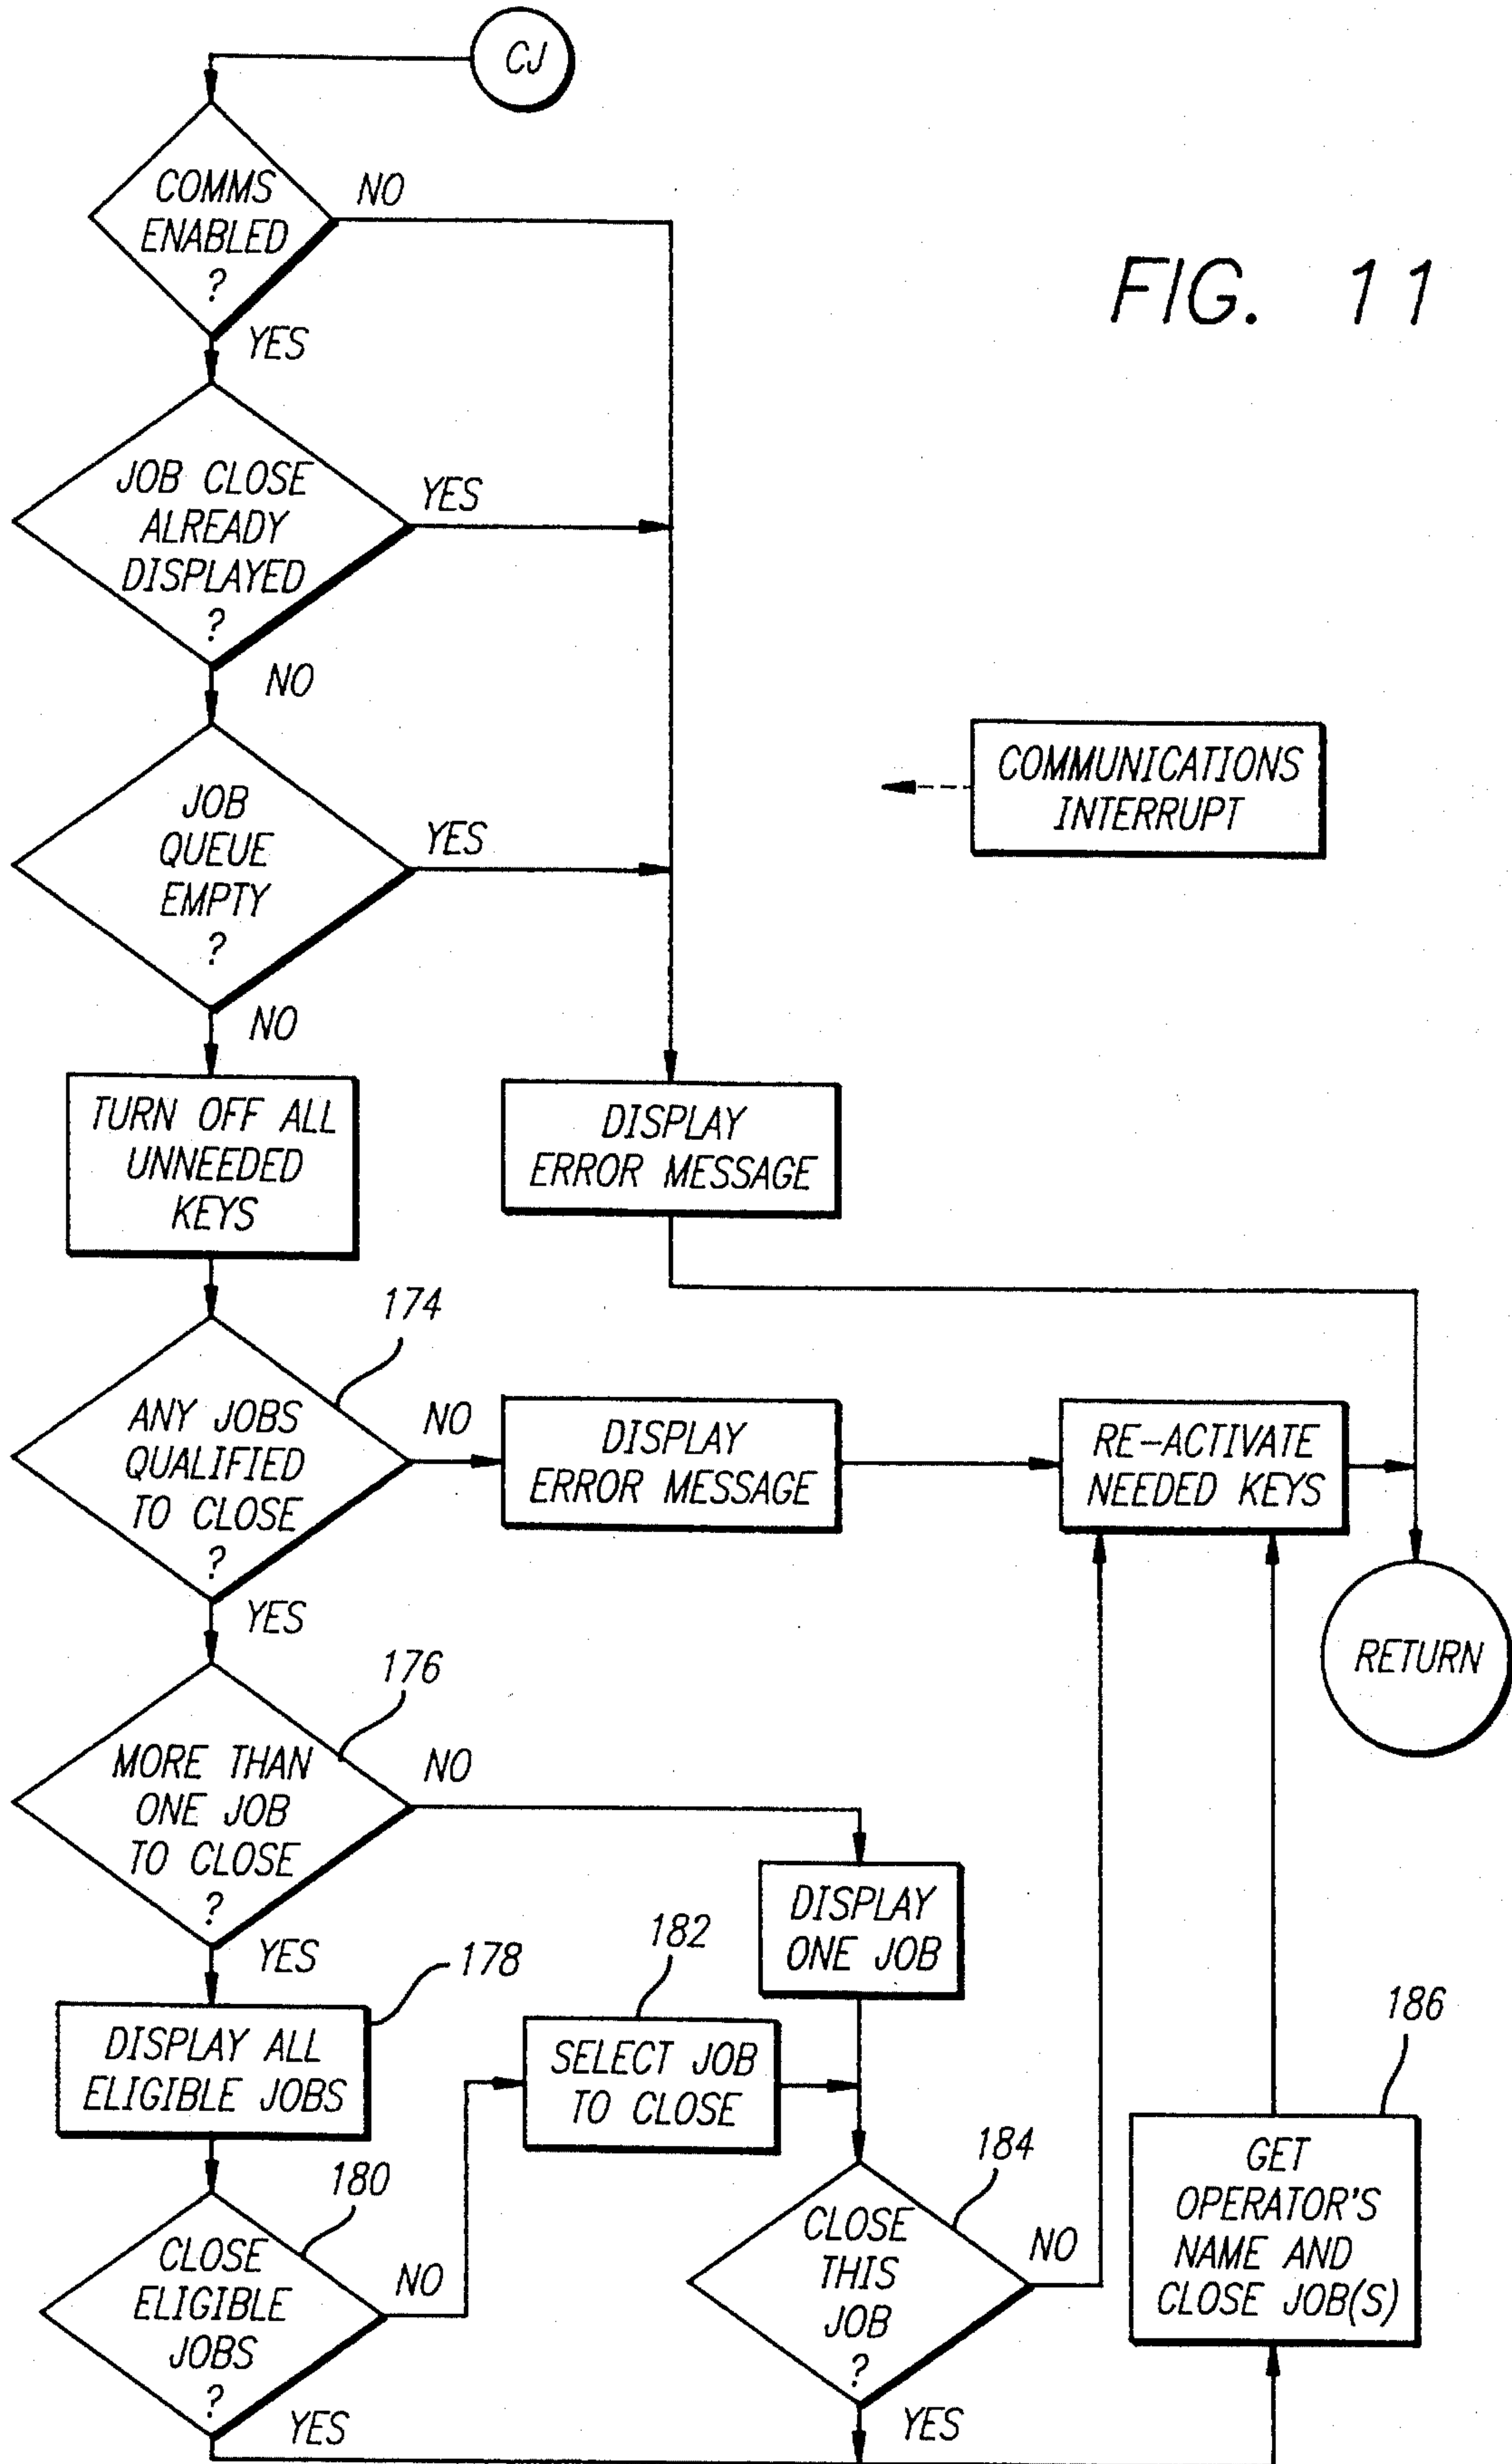 CJ
COMMS
ENABLED
?
NO
YES
FIG. 11
JOB CLOSE
ALREADY
DISPLAYED
?
YES
NO
JOB
QUEUE
EMPTY
?
YES
NO
COMMUNICATIONS
INTERRUPT
TURN OFF ALL
UNNEEDED
KEYS
DISPLAY
ERROR MESSAGE
174
ANY JOBS
QUALIFIED
TO CLOSE
?
NO
YES
DISPLAY
ERROR MESSAGE
RE-ACTIVATE
NEEDED KEYS
RETURN
176
MORE THAN
ONE JOB
TO CLOSE
?
NO
YES
DISPLAY
ONE JOB
178
DISPLAY ALL
ELIGIBLE JOBS
182
SELECT JOB
TO CLOSE
180
CLOSE
ELIGIBLE
JOBS
?
NO
YES
184
CLOSE
THIS
JOB
?
NO
YES
186
GET
OPERATOR'S
NAME AND
CLOSE JOB(S)